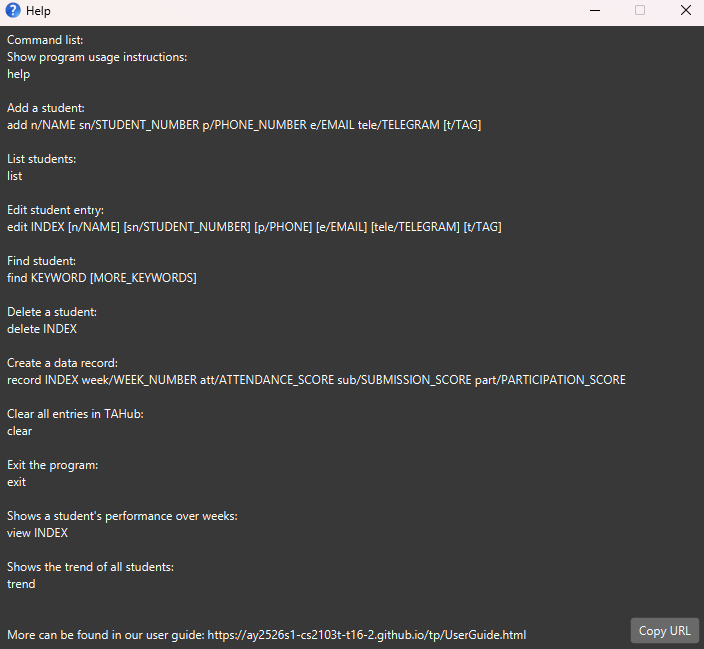 Help
Command list:
Show program usage instructions:
help
Add a student:
add n/NAME sn/STUDENT_NUMBER p/PHONE_NUMBER e/EMAIL tele/TELEGRAM [t/TAG]
List students:
list
Edit student entry:
edit INDEX [n/NAME] [sn/STUDENT_NUMBER] [p/PHONE] [e/EMAIL] [tele/TELEGRAM] [t/TAG]
Find student:
find KEYWORD [MORE_KEYWORDS]
Delete a student:
delete INDEX
Create a data record:
record INDEX week/WEEK_NUMBER att/ATTENDANCE_SCORE sub/SUBMISSION_SCORE part/PARTICIPATION_SCORE
Clear all entries in TAHub:
clear
Exit the program:
exit
Shows a student's performance over weeks:
view INDEX
Shows the trend of all students:
trend
More can be found in our user guide: https://ay2526s1-cs2103t-t16-2.github.io/tp/UserGuide.html
Copy URL